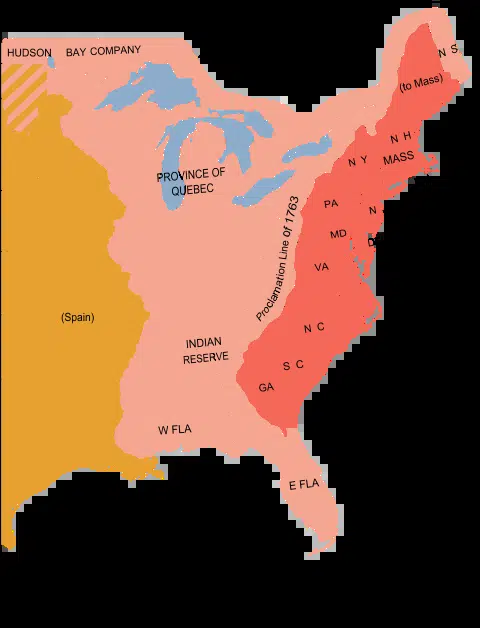 N S
HUDSON BAY COMPANY
(to Mass)
N H
MASS
N Y
PROVINCE OF
QUEBEC
PA
N
MD
D
VA
Proclamation Line of 1763
(Spain)
N C
INDIAN
RESERVE
S C
GA
W FLA
E FLA